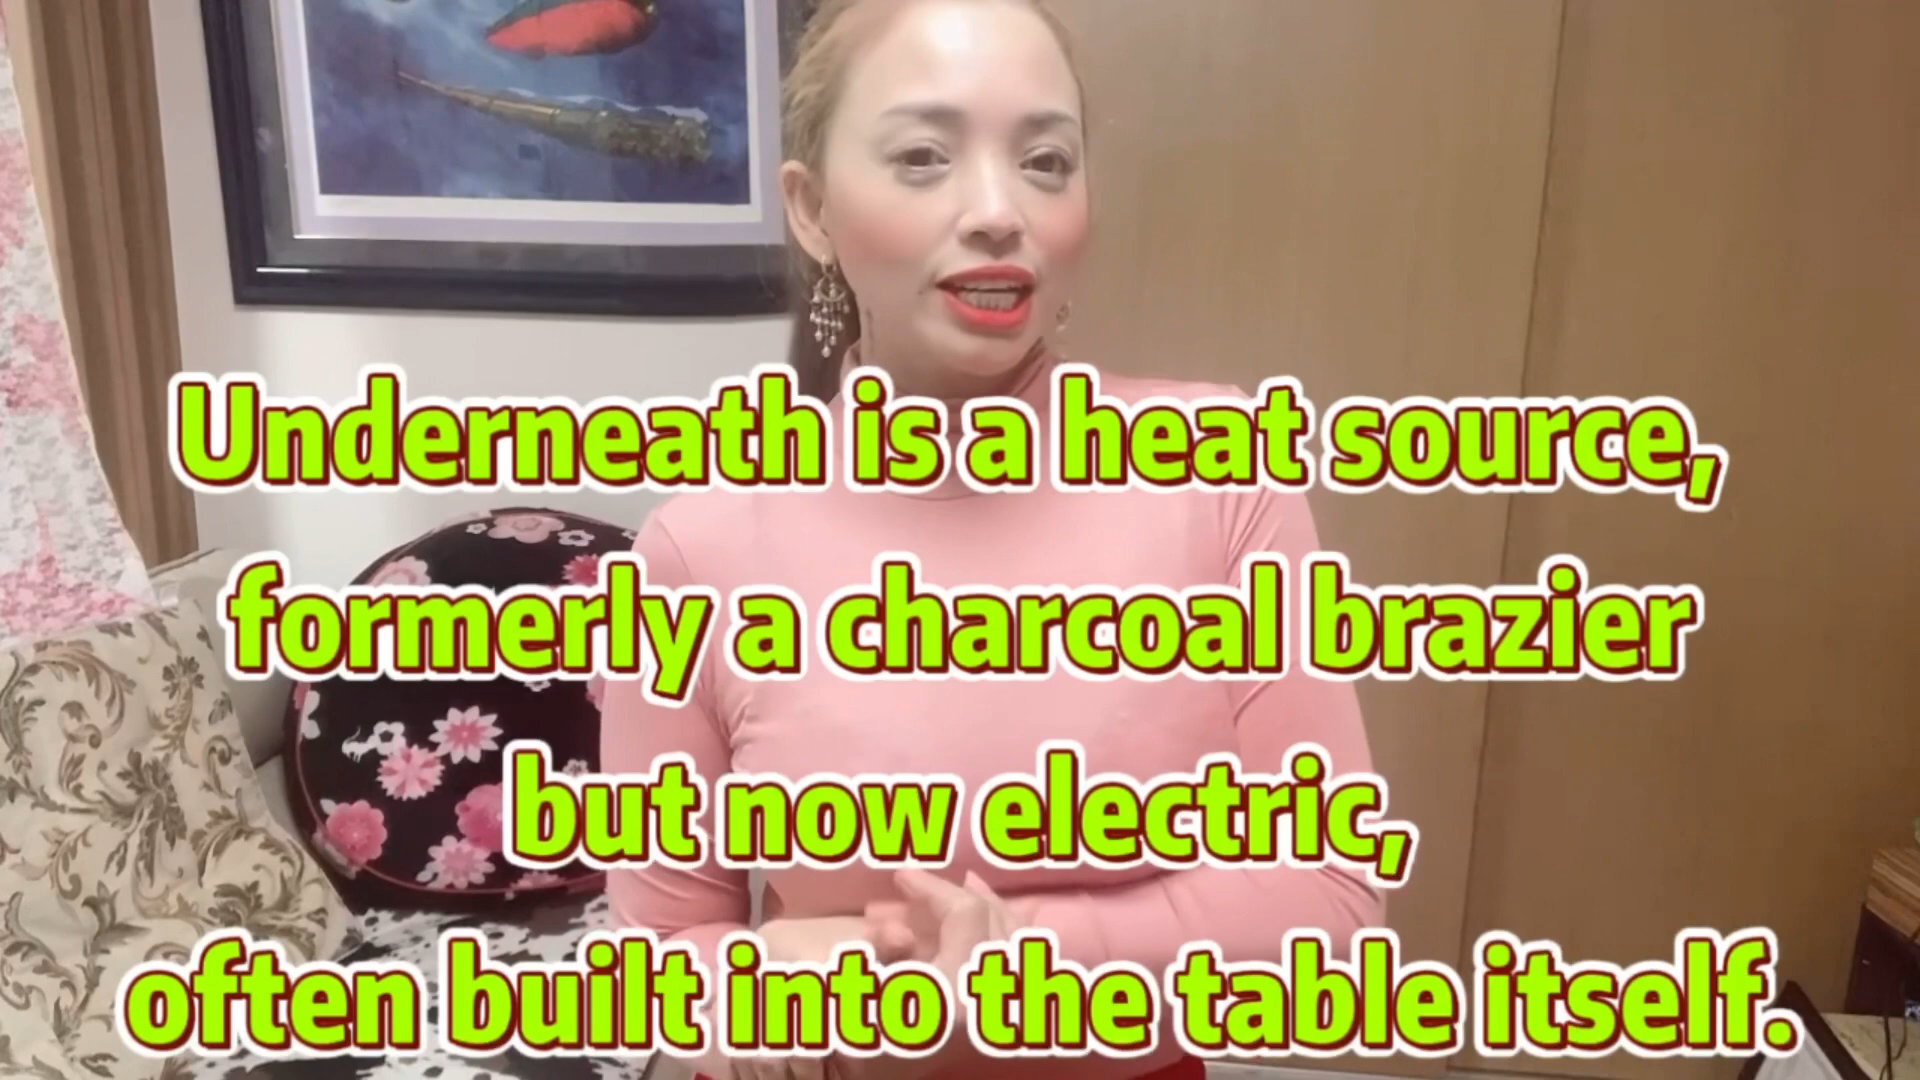 Underneath is a heat source,
formerly a charcoal brazier
but now electric,
often built into the table itself.